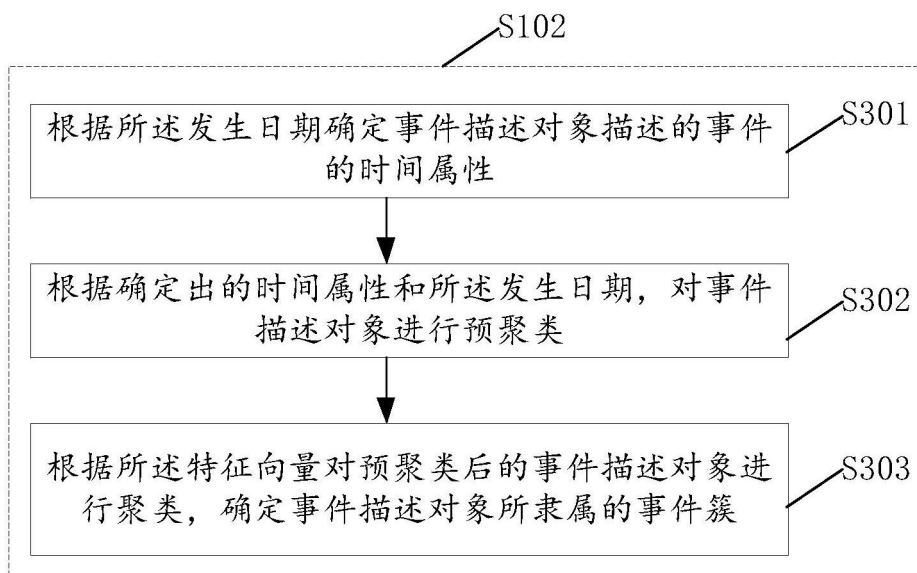 S102
根据所述发生日期确定事件描述对象描述的事件
的时间属性
S301
根据确定出的时间属性和所述发生日期，对事件
描述对象进行预聚类
S302
根据所述特征向量对预聚类后的事件描述对象进
行聚类，确定事件描述对象所隶属的事件簇
S303